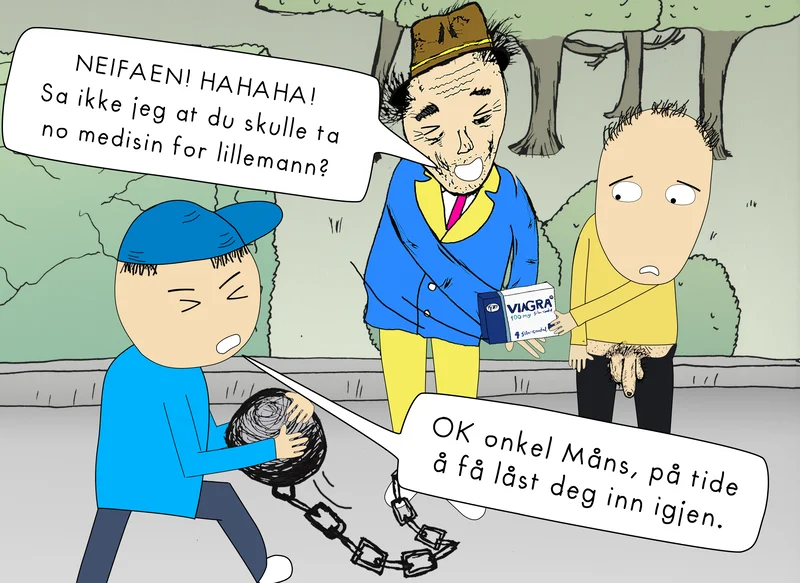 NEIFAEN! HAHAHA!
Sa ikke jeg at du skulle ta
no medisin for lillemann?
VIAGRA
100mg
OK onkel Måns, på tide
å få låst deg inn igjen.